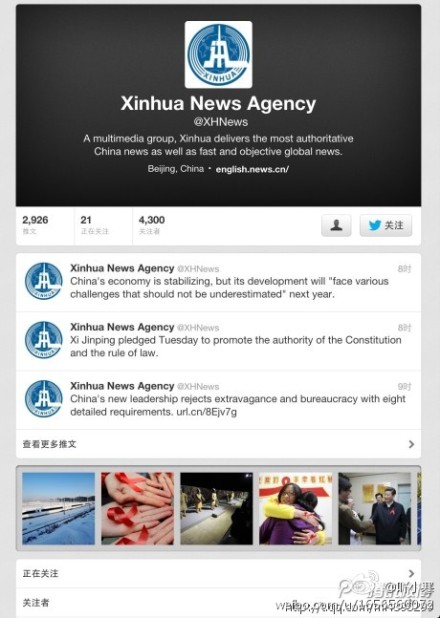 XINHUA
Xinhua News Agency
@XHNews
A multimedia group, Xinhua delivers the most authoritative
China news as well as fast and objective global news.
Beijing, China • english.news.cn/
2,926 21 4,300
推文 正在关注 关注者
关注
Xinhua News Agency @XHNews 8时
China's economy is stabilizing, but its development will "face various
challenges that should not be underestimated" next year.
Xinhua News Agency @XHNews 8时
Xi Jinping pledged Tuesday to promote the authority of the Constitution
and the rule of law.
Xinhua News Agency @XHNews 9时
China's new leadership rejects extravagance and bureaucracy with eight
detailed requirements. url.cn/8Ejv7g
查看更多推文
正在关注
关注者